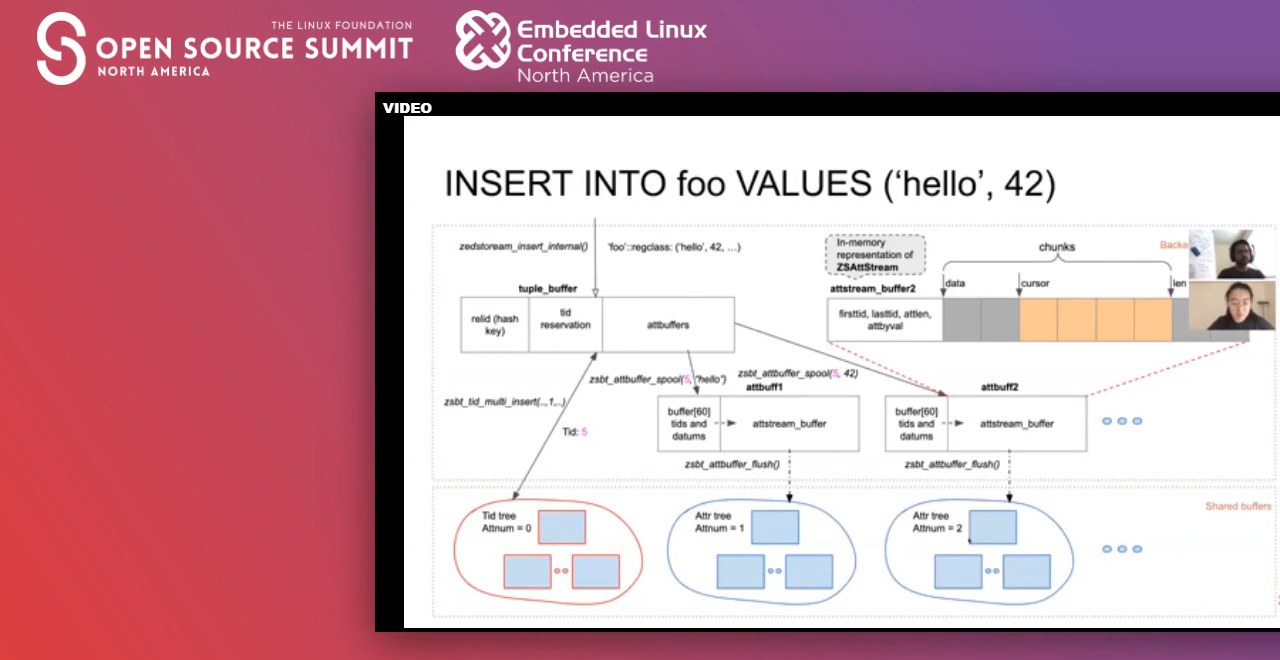 THE LINUX FOUNDATION
OPEN SOURCE SUMMIT
NORTH AMERICA
Embedded Linux
Conference
North America
VIDEO
INSERT INTO foo VALUES (‘hello’, 42)
zedstoream_insert_internal()
'foo'::regclass: ('hello', 42, …)
In-memory
representation of
ZSAttStream
chunks
tuple_buffer
attstream_buffer2
data
cursor
len
relid (hash
key)
tid
reservation
attbuffers
firsttid, lasttid, attlen,
attbyval
zsbt_attbuffer_spool(5, "hello")
zsbt_attbuffer_spool(5, 42)
attbuff1
attbuff2
zsbt_tid_multi_insert(..,1,..)
Tid: 5
buffer[60]
tids and
datums
attstream_buffer
buffer[60]
tids and
datums
attstream_buffer
zsbt_attbuffer_flush()
zsbt_attbuffer_flush()
Shared buffers
Tid tree
Attnum = 0
Attr tree
Attnum = 1
Attr tree
Attnum = 2